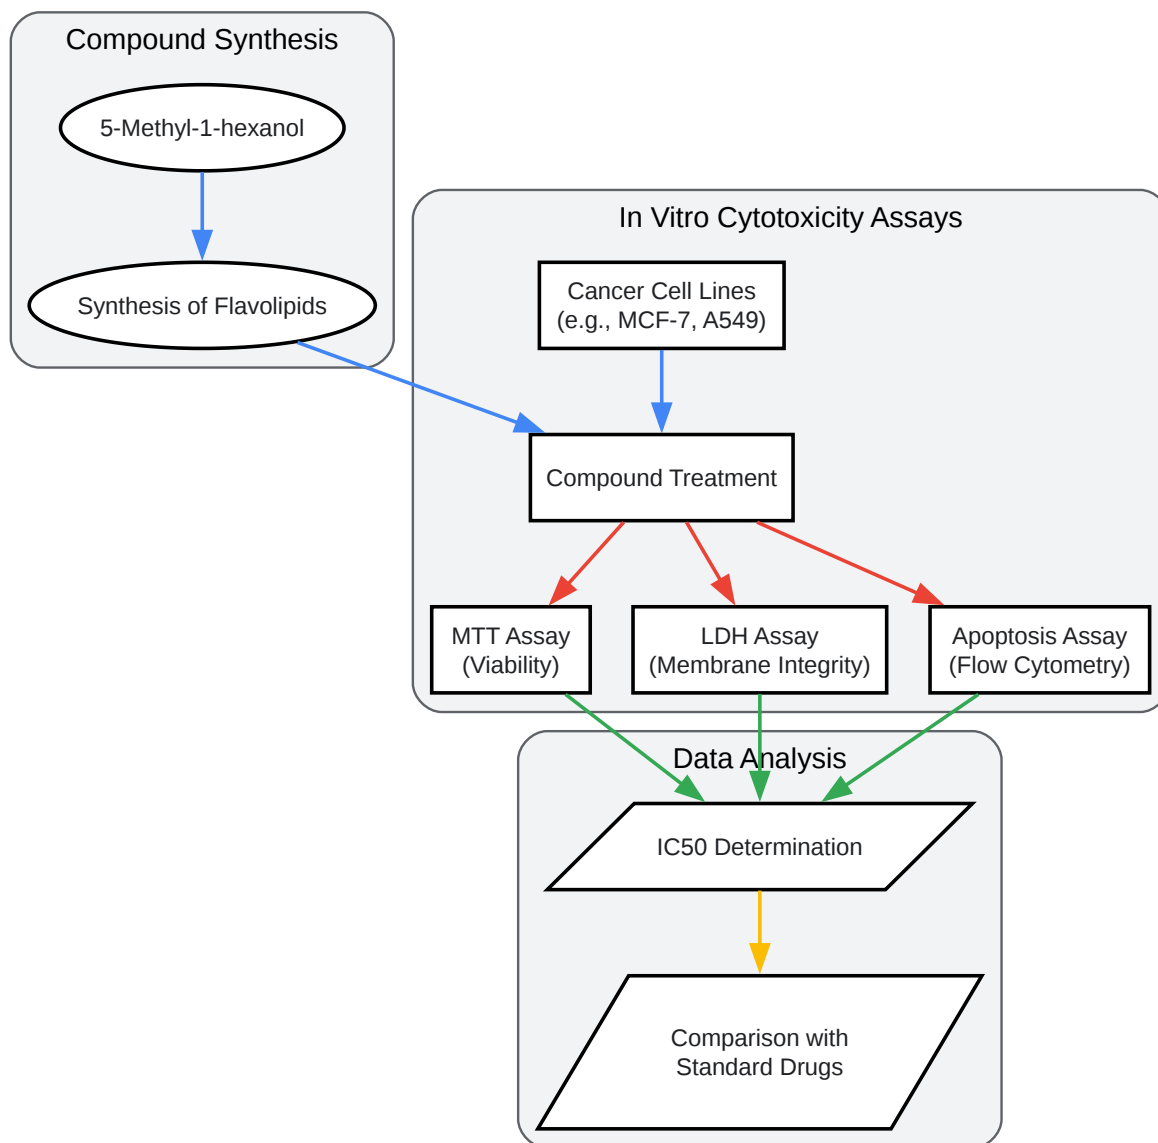 Compound Synthesis
5-Methyl-1-hexanol
Synthesis of Flavolipids
In Vitro Cytotoxicity Assays
Cancer Cell Lines
(e.g., MCF-7, A549)
Compound Treatment
MTT Assay
(Viability)
LDH Assay
(Membrane Integrity)
Apoptosis Assay
(Flow Cytometry)
Data Analysis
IC50 Determination
Comparison with
Standard Drugs